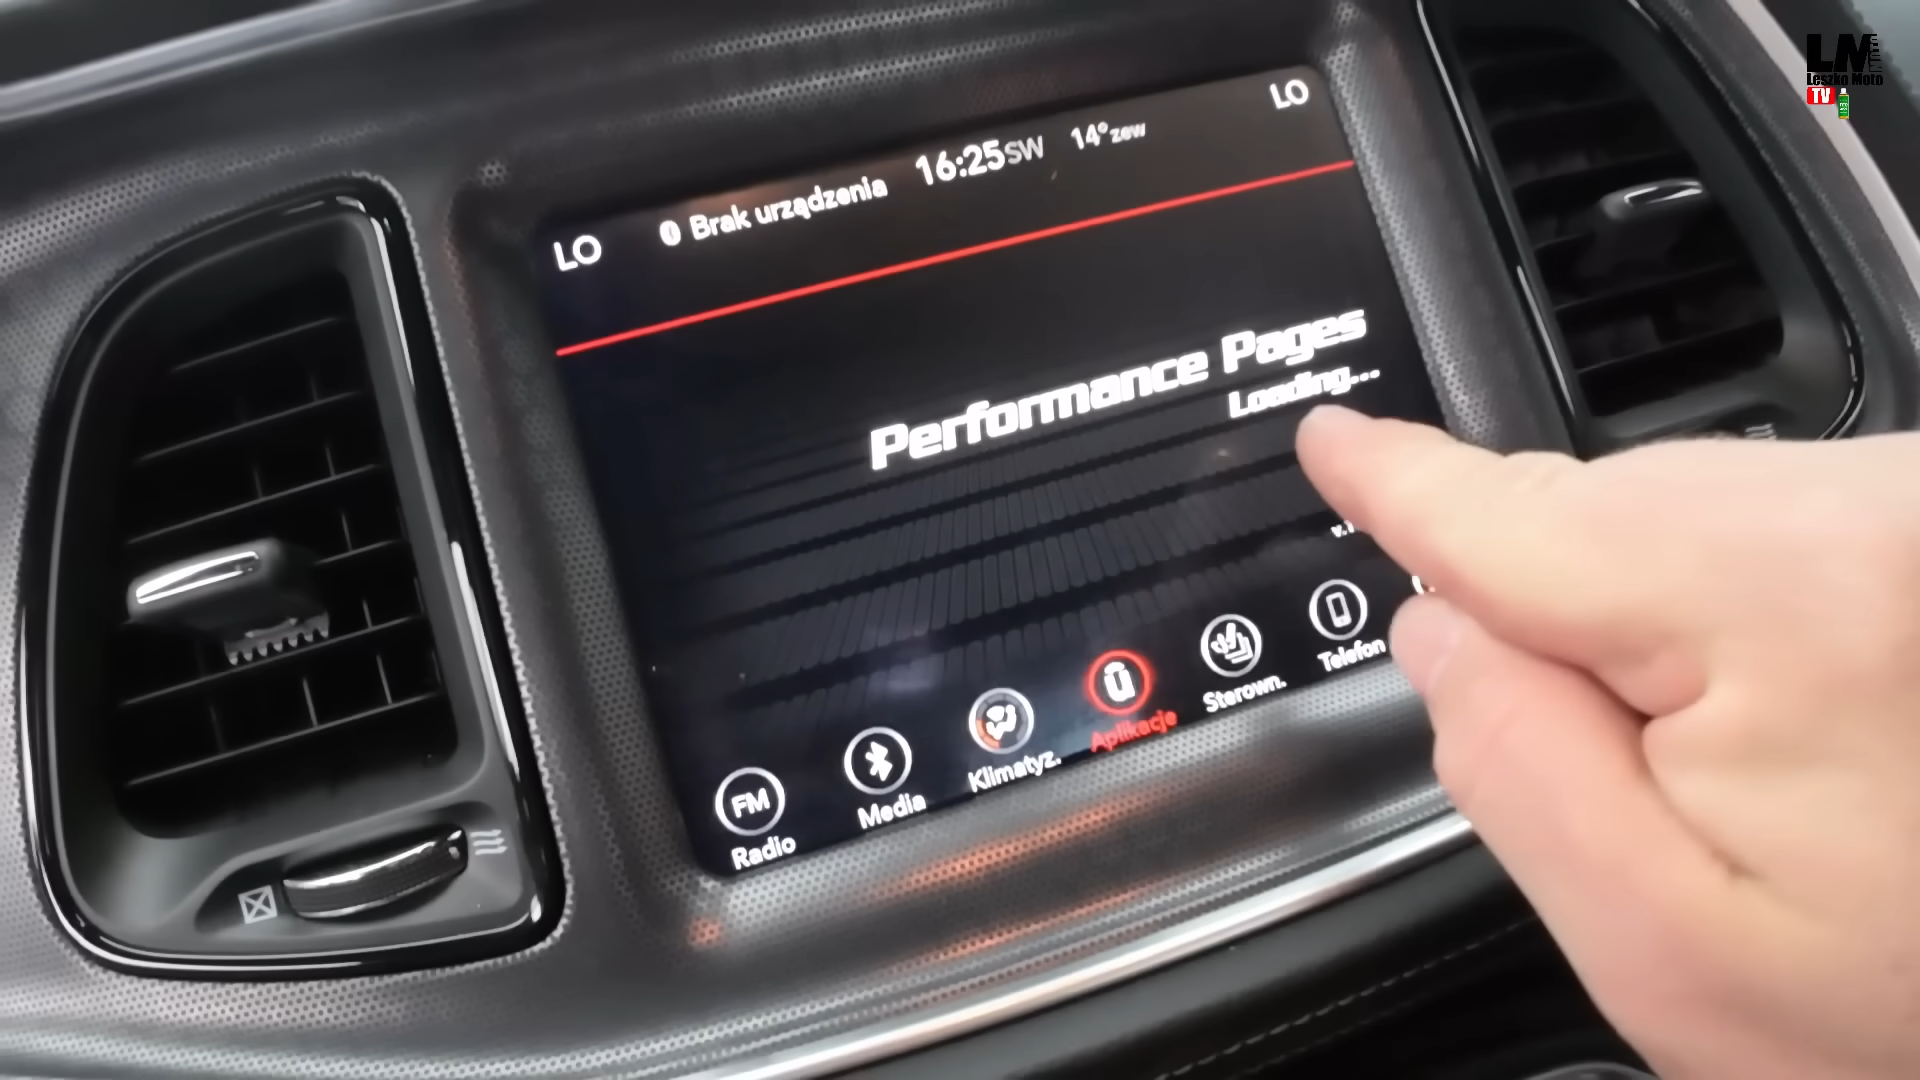 LM
Leszko Moto
TV
LO
Brak urządzenia
16:25SW
14°zew
LO
Performance Pages
Loading...
FM
Radio
Media
Klimatyz.
Aplikacje
Sterown.
Telefon